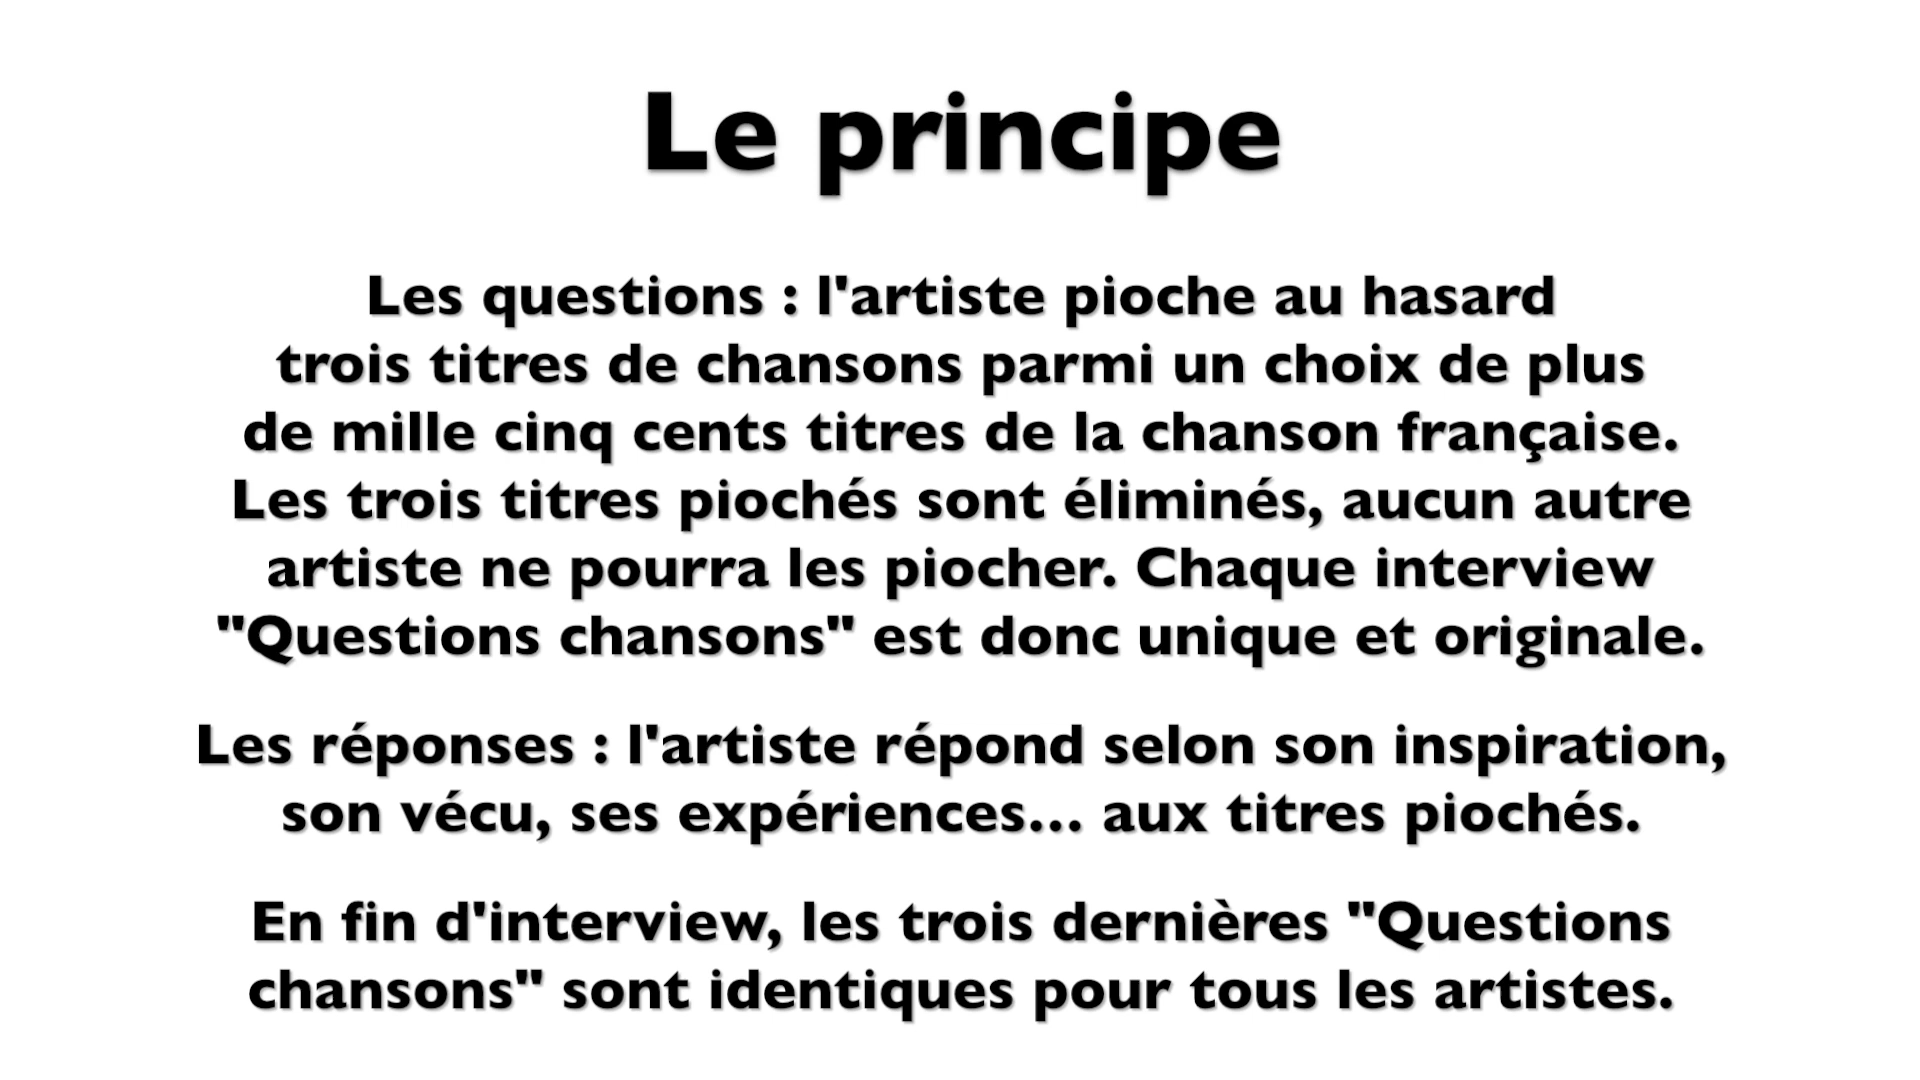 Le principe
Les questions : l'artiste pioche au hasard
trois titres de chansons parmi un choix de plus
de mille cinq cents titres de la chanson française.
Les trois titres piochés sont éliminés, aucun autre
artiste ne pourra les piocher. Chaque interview
"Questions chansons" est donc unique et originale.
Les réponses : l'artiste répond selon son inspiration,
son vécu, ses expériences… aux titres piochés.
En fin d'interview, les trois dernières "Questions
chansons" sont identiques pour tous les artistes.